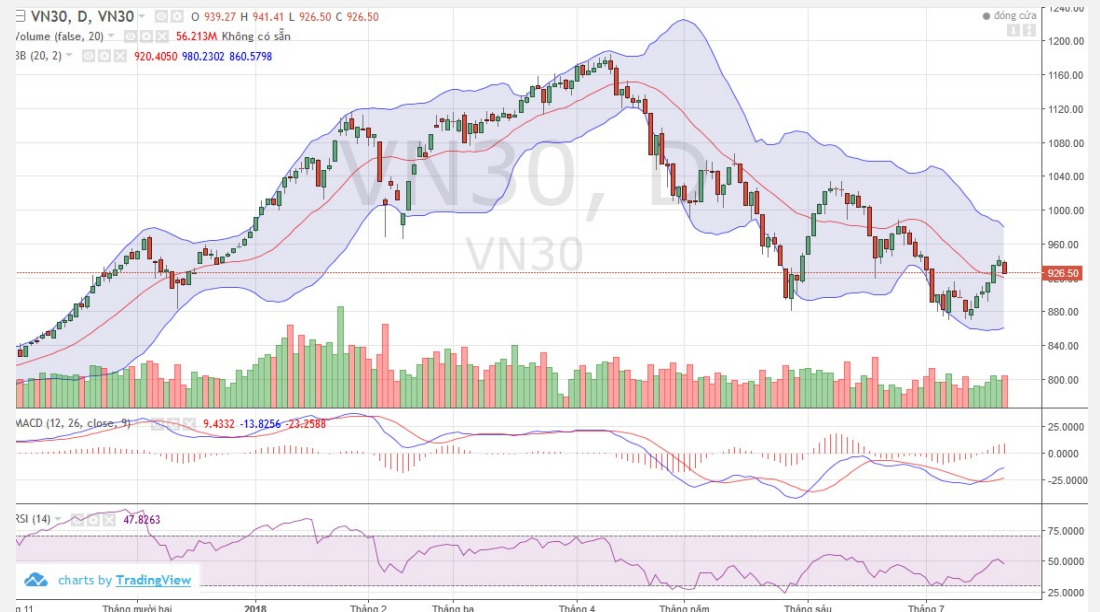 VN30, D, VN30 O 939.27 H 941.41 L 926.50 C 926.50
Volume (false, 20) 56.213M Không có sẵn
BB (20, 2) 920.4050 980.2302 860.5798
đóng cửa
VN30, D
VN30
1240.00
1200.00
1160.00
1120.00
1080.00
1040.00
1000.00
960.00
926.50
880.00
840.00
800.00
MACD (12, 26, close, 9) 9.4332 -13.8256 -23.2588
25.0000
0.0000
-25.0000
RSI (14) 47.8263
75.0000
50.0000
25.0000
charts by TradingView
11 Tháng mười hai 2018 Tháng 2 Tháng ba Tháng 4 Tháng năm Tháng sáu Tháng 7